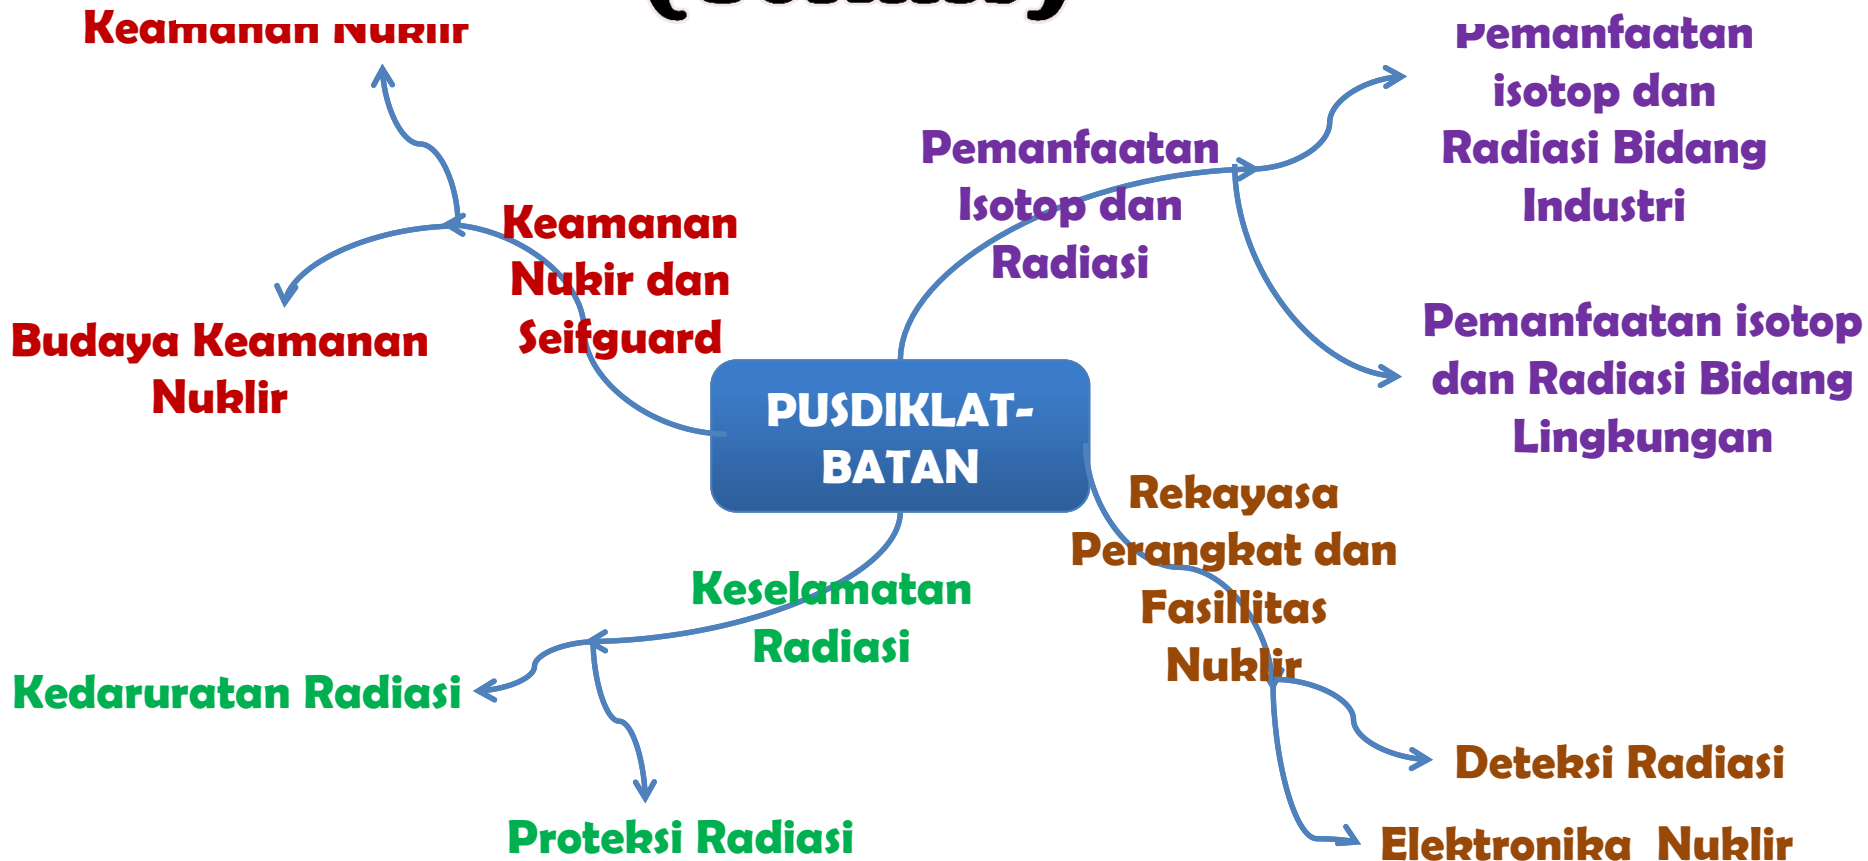 Keamanan Nuklir
Pemanfaatan
isotop dan
Radiasi Bidang
Industri
Pemanfaatan
Isotop dan
Radiasi
Keamanan
Nukir dan
Seifguard
Budaya Keamanan
Nuklir
Pemanfaatan isotop
dan Radiasi Bidang
Lingkungan
PUSDIKLAT-
BATAN
Rekayasa
Perangkat dan
Fasillitas
Nuklir
Keselamatan
Radiasi
Kedaruratan Radiasi
Deteksi Radiasi
Proteksi Radiasi
Elektronika Nuklir